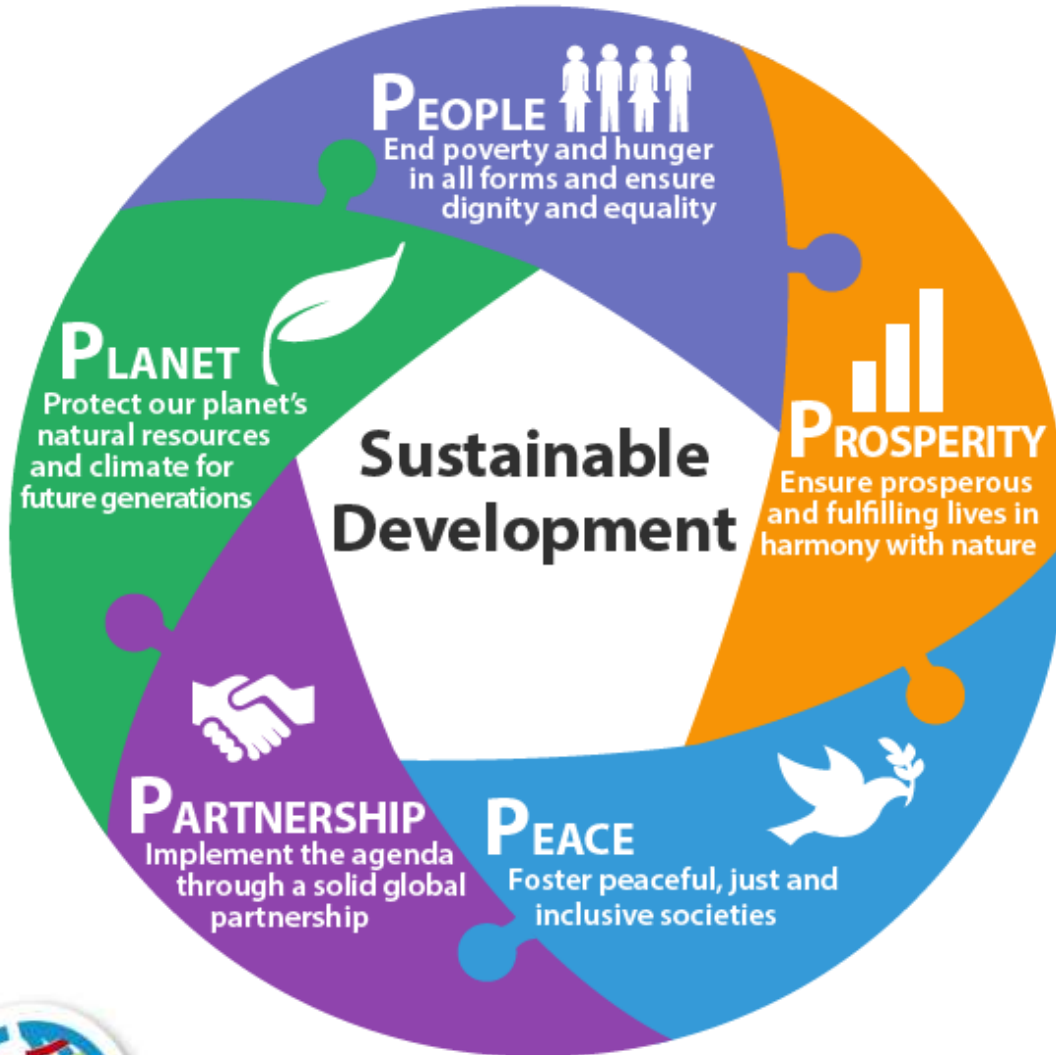 PEOPLE
End poverty and hunger
in all forms and ensure
dignity and equality
PLANET
Protect our planet's
natural resources
and climate for
future generations
Sustainable
Development
PROSPERITY
Ensure prosperous
and fulfilling lives in
harmony with nature
PARTNERSHIP
Implement the agenda
through a solid global
partnership
PEACE
Foster peaceful, just and
inclusive societies